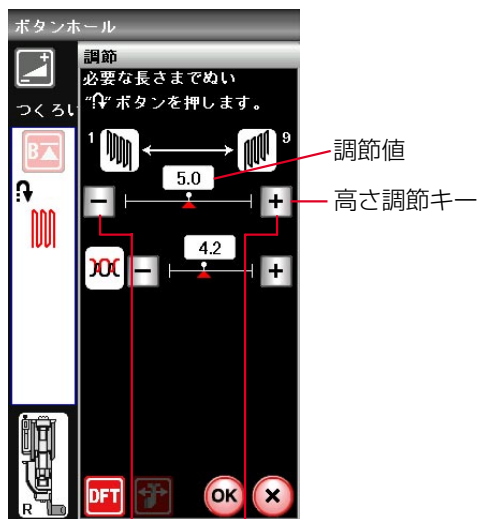 ボタンホール
調節
必要な長さまでぬい
“ ”ボタンを押します。
つくろい
B
1
9
5.0
調節値
高さ調節キー
−
+
4.2
−
+
R
DFT
OK
×